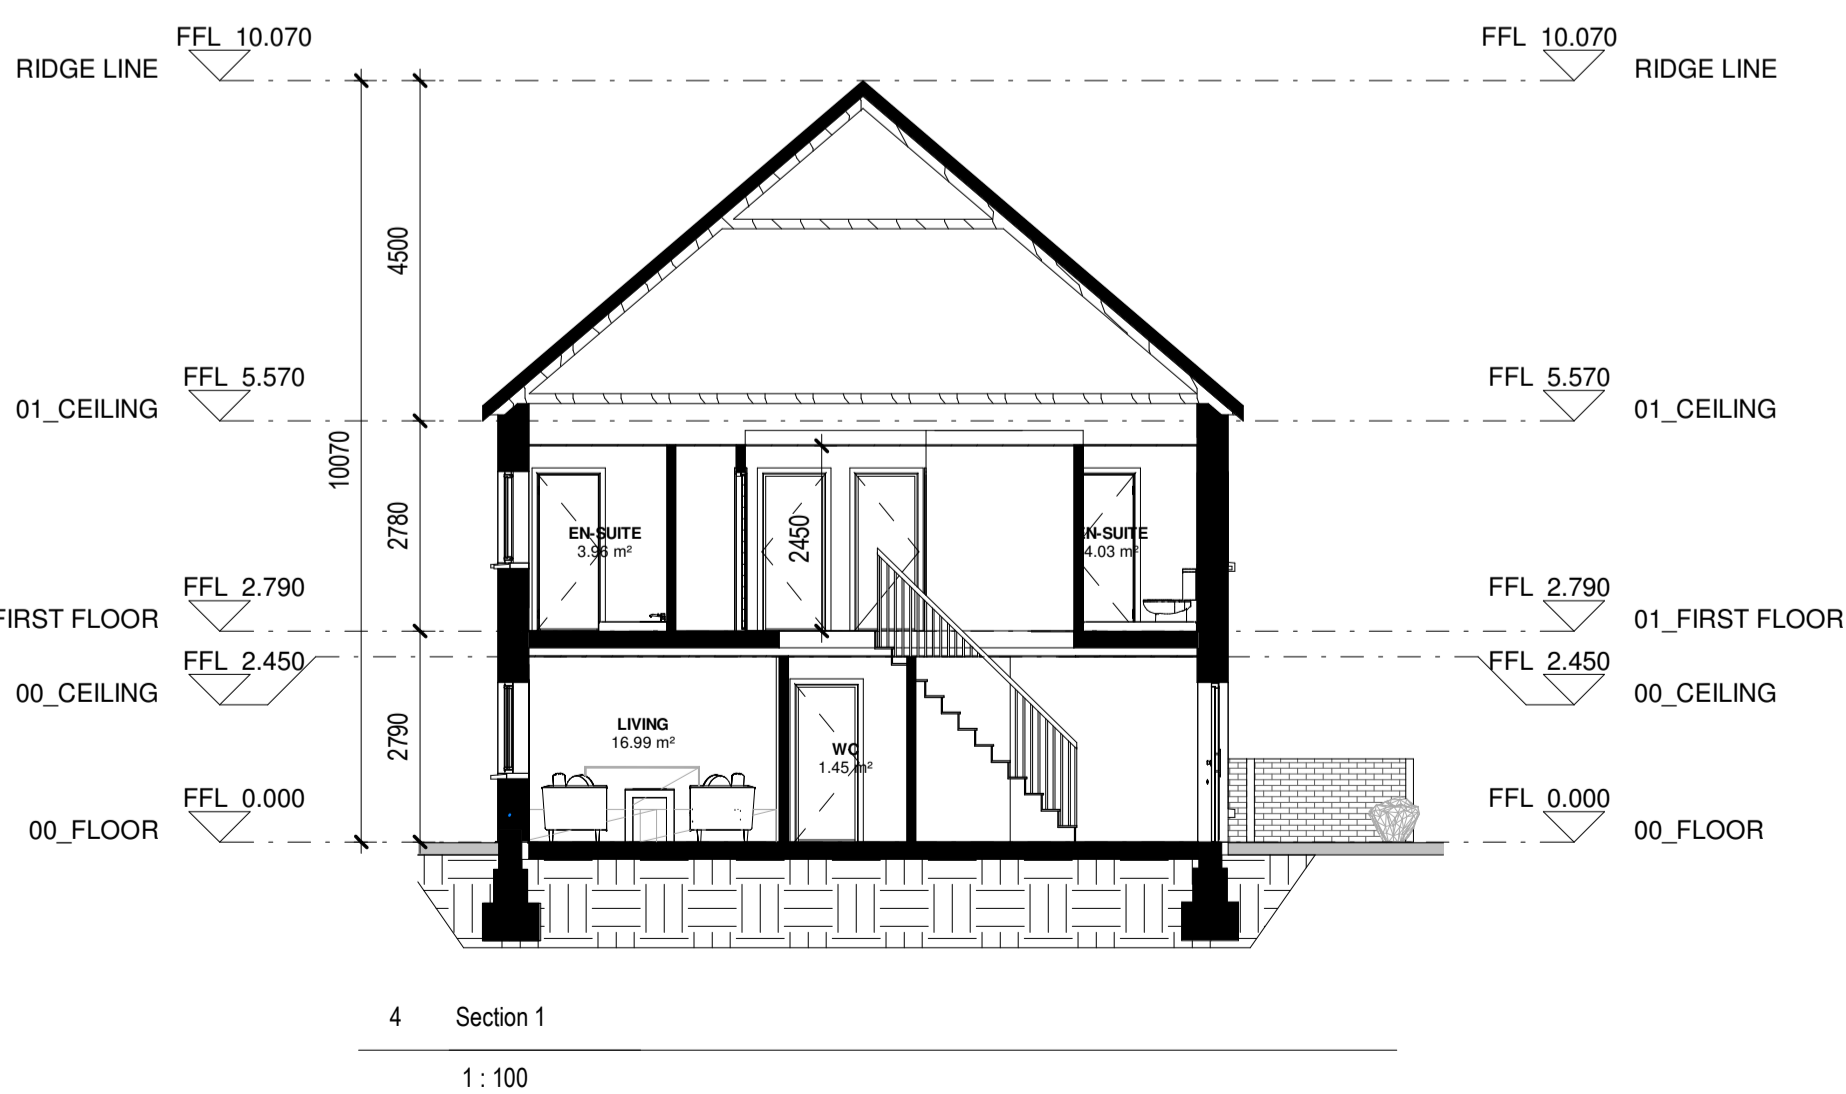 FFL 10.070
RIDGE LINE
FFL 10.070
RIDGE LINE
4500
FFL 5.570
01_CEILING
FFL 5.570
01_CEILING
10070
2780
2450
EN-SUITE
3.96 m²
EN-SUITE
4.03 m²
FFL 2.790
FIRST FLOOR
FFL 2.790
01_FIRST FLOOR
FFL 2.450
00_CEILING
FFL 2.450
00_CEILING
2790
LIVING
16.99 m²
WC
1.45 m²
FFL 0.000
00_FLOOR
FFL 0.000
00_FLOOR
4 Section 1
1 : 100